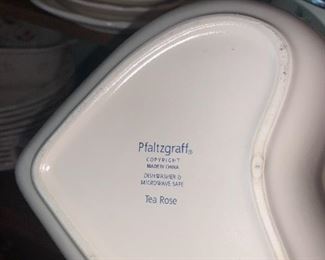 Pfaltzgraff®
COPYRIGHT
MADE IN CHINA
DISHWASHER &
MICROWAVE SAFE
Tea Rose